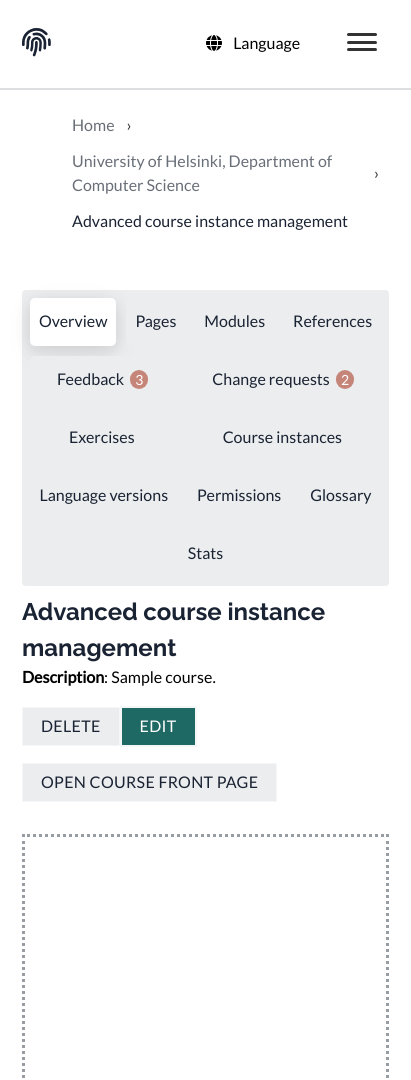 Language
Home ›
University of Helsinki, Department of
Computer Science ›
Advanced course instance management
Overview Pages Modules References
Feedback 3 Change requests 2
Exercises Course instances
Language versions Permissions Glossary
Stats
Advanced course instance
management
Description: Sample course.
DELETE EDIT
OPEN COURSE FRONT PAGE